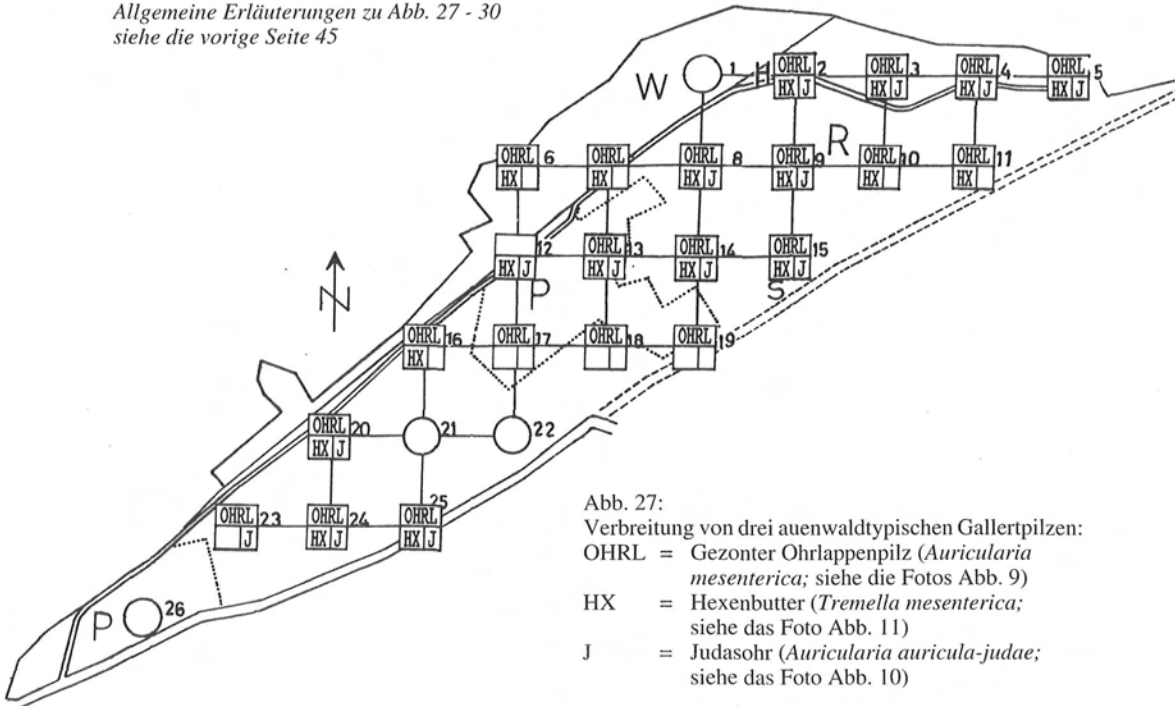 Allgemeine Erläuterungen zu Abb. 27 - 30
siehe die vorige Seite 45
W
1
H
OHRL 2
HX J
OHRL 3
HX J
OHRL 4
HX J
OHRL 5
HX J
R
OHRL 6
HX
OHRL
HX
OHRL 8
HX J
OHRL 9
HX J
OHRL 10
HX
OHRL 11
HX
12
HX J
OHRL 13
HX J
OHRL 14
HX J
OHRL 15
HX J
P
S
N
OHRL 16
HX
OHRL 17
OHRL 18
OHRL 19
OHRL 20
HX J
21
22
OHRL 23
J
OHRL 24
HX J
25
OHRL
HX J
P
26
Abb. 27:
Verbreitung von drei auenwaldtypischen Gallertpilzen:
OHRL = Gezonter Ohrlappenpilz (Auricularia
mesenterica; siehe die Fotos Abb. 9)
HX = Hexenbutter (Tremella mesenterica;
siehe das Foto Abb. 11)
J = Judasohr (Auricularia auricula-judae;
siehe das Foto Abb. 10)